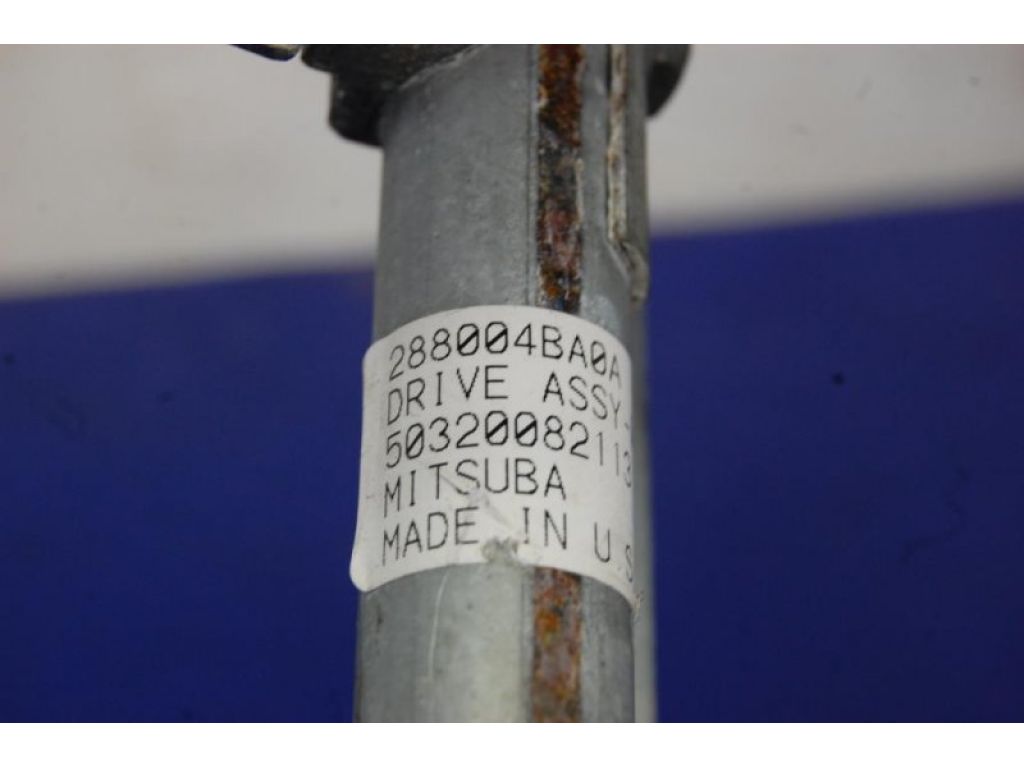 288004BA0A
DRIVE ASSY-
50320082113
MITSUBA
MADE IN U.S